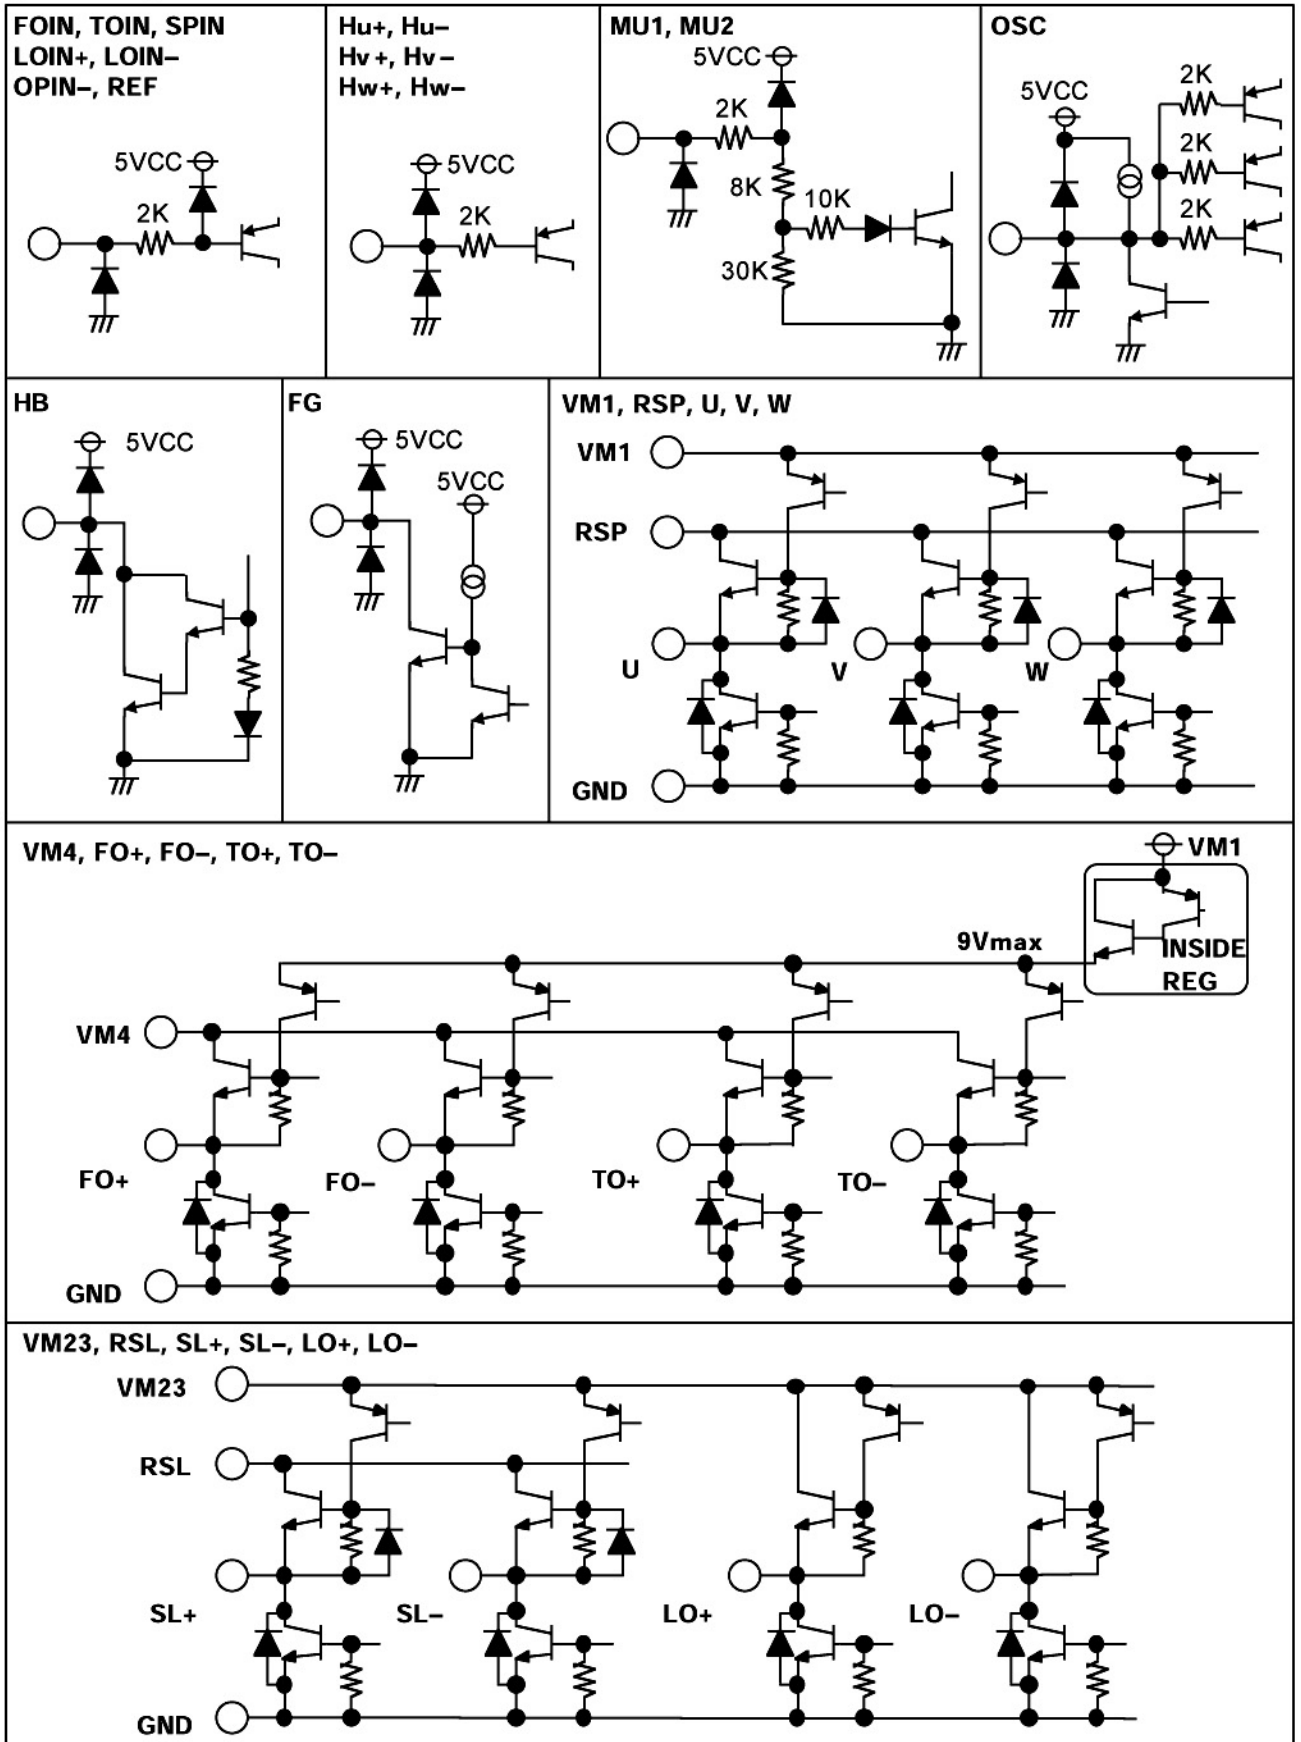 FOIN, TOIN, SPIN
LOIN+, LOIN−
OPIN−, REF
5VCC
2K
Hu+, Hu−
Hv+, Hv−
Hw+, Hw−
5VCC
2K
MU1, MU2
5VCC
2K
8K
10K
30K
OSC
5VCC
2K
2K
2K
HB
5VCC
FG
5VCC
5VCC
VM1, RSP, U, V, W
VM1
RSP
U
V
W
GND
VM4, FO+, FO−, TO+, TO−
VM1
9Vmax
INSIDE
REG
VM4
FO+
FO−
TO+
TO−
GND
VM23, RSL, SL+, SL−, LO+, LO−
VM23
RSL
SL+
SL−
LO+
LO−
GND